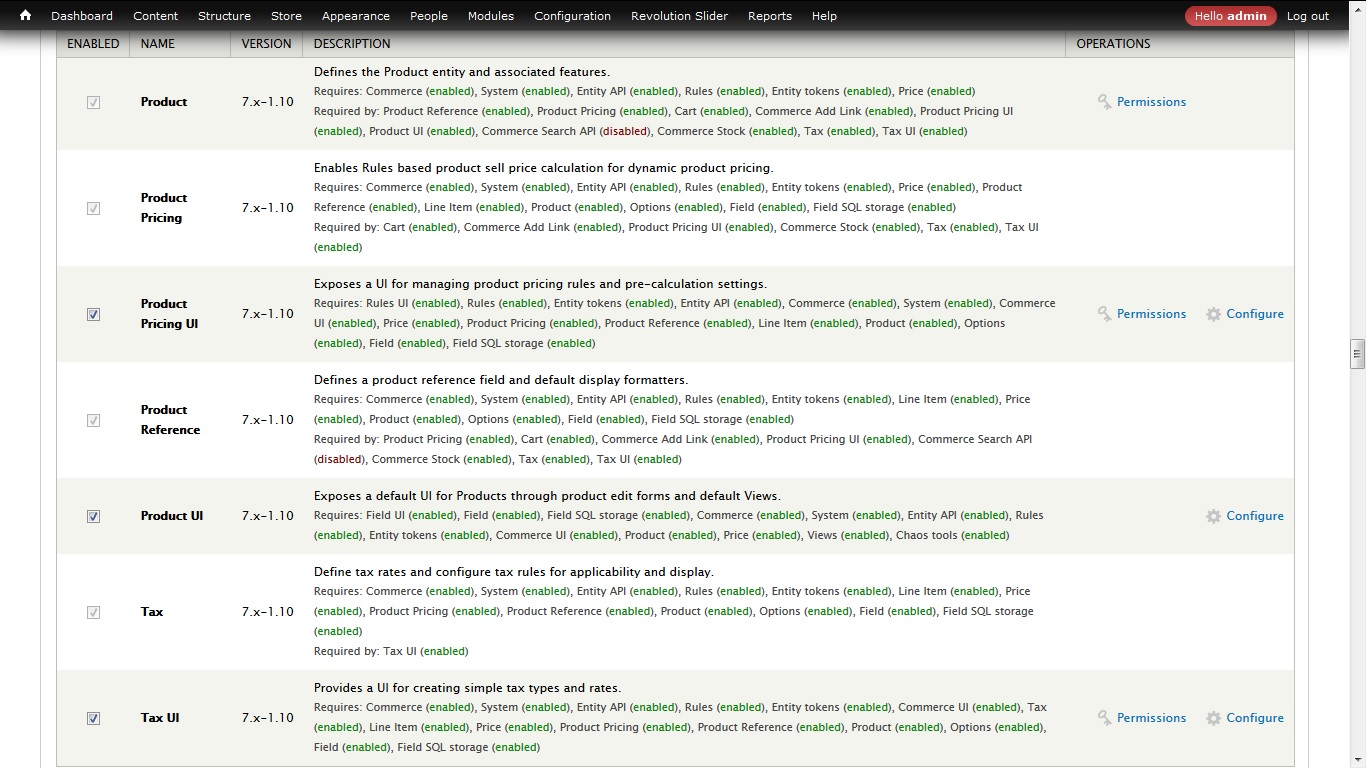 Dashboard Content Structure Store Appearance People Modules Configuration Revolution Slider Reports Help Hello admin Log out
ENABLED NAME VERSION DESCRIPTION OPERATIONS
Defines the Product entity and associated features.
Requires: Commerce (enabled), System (enabled), Entity API (enabled), Rules (enabled), Entity tokens (enabled), Price (enabled)
Product 7.x-1.10 Permissions
Required by: Product Reference (enabled), Product Pricing (enabled), Cart (enabled), Commerce Add Link (enabled), Product Pricing UI
(enabled), Product UI (enabled), Commerce Search API (disabled), Commerce Stock (enabled), Tax (enabled), Tax UI (enabled)
Enables Rules based product sell price calculation for dynamic product pricing.
Requires: Commerce (enabled), System (enabled), Entity API (enabled), Rules (enabled), Entity tokens (enabled), Price (enabled), Product
Product
Pricing
7.x-1.10
Reference (enabled), Line Item (enabled), Product (enabled), Options (enabled), Field (enabled), Field SQL storage (enabled)
Required by: Cart (enabled), Commerce Add Link (enabled), Product Pricing UI (enabled), Commerce Stock (enabled), Tax (enabled), Tax UI
(enabled)
Exposes a UI for managing product pricing rules and pre-calculation settings.
Product
Pricing UI
7.x-1.10
Requires: Rules UI (enabled), Rules (enabled), Entity tokens (enabled), Entity API (enabled), Commerce (enabled), System (enabled), Commerce
UI (enabled), Price (enabled), Product Pricing (enabled), Product Reference (enabled), Line Item (enabled), Product (enabled), Options
(enabled), Field (enabled), Field SQL storage (enabled)
Permissions Configure
Defines a product reference field and default display formatters.
Product
Reference
7.x-1.10
Requires: Commerce (enabled), System (enabled), Entity API (enabled), Rules (enabled), Entity tokens (enabled), Line Item (enabled), Price
(enabled), Product (enabled), Options (enabled), Field (enabled), Field SQL storage (enabled)
Required by: Product Pricing (enabled), Cart (enabled), Commerce Add Link (enabled), Product Pricing UI (enabled), Commerce Search API
(disabled), Commerce Stock (enabled), Tax (enabled), Tax UI (enabled)
Exposes a default UI for Products through product edit forms and default Views.
Product UI 7.x-1.10
Requires: Field UI (enabled), Field (enabled), Field SQL storage (enabled), Commerce (enabled), System (enabled), Entity API (enabled), Rules
(enabled), Entity tokens (enabled), Commerce UI (enabled), Product (enabled), Price (enabled), Views (enabled), Chaos tools (enabled)
Configure
Define tax rates and configure tax rules for applicability and display.
Requires: Commerce (enabled), System (enabled), Entity API (enabled), Rules (enabled), Entity tokens (enabled), Line Item (enabled), Price
Tax 7.x-1.10
(enabled), Product Pricing (enabled), Product Reference (enabled), Product (enabled), Options (enabled), Field (enabled), Field SQL storage
(enabled)
Required by: Tax UI (enabled)
Provides a UI for creating simple tax types and rates.
Tax UI 7.x-1.10
Requires: Commerce (enabled), System (enabled), Entity API (enabled), Rules (enabled), Entity tokens (enabled), Commerce UI (enabled), Tax
(enabled), Line Item (enabled), Price (enabled), Product Pricing (enabled), Product Reference (enabled), Product (enabled), Options (enabled),
Field (enabled), Field SQL storage (enabled)
Permissions Configure